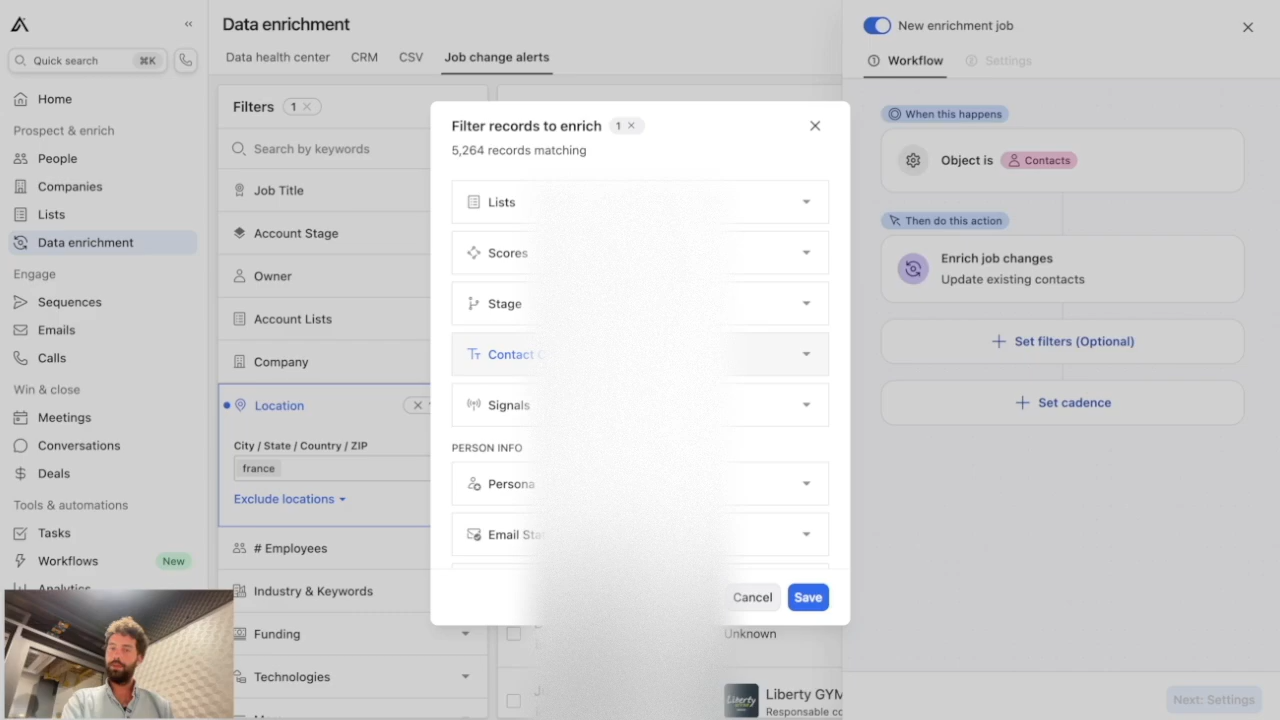 Quick search
⌘K
Home
Prospect & enrich
People
Companies
Lists
Data enrichment
Engage
Sequences
Emails
Calls
Win & close
Meetings
Conversations
Deals
Tools & automations
Tasks
Workflows
New
Analytics
Data enrichment
Data health center
CRM
CSV
Job change alerts
Filters
1
Search by keywords
Job Title
Account Stage
Owner
Account Lists
Company
Location
City / State / Country / ZIP
france
Exclude locations
# Employees
Industry & Keywords
Funding
Technologies
Filter records to enrich
1
5,264 records matching
Lists
Scores
Stage
Contact
Signals
PERSON INFO
Persona
Email
Cancel
Save
Unknown
Liberty GYM
Responsable
New enrichment job
1 Workflow
2 Settings
When this happens
Object is
Contacts
Then do this action
Enrich job changes
Update existing contacts
Set filters (Optional)
Set cadence
Next: Settings